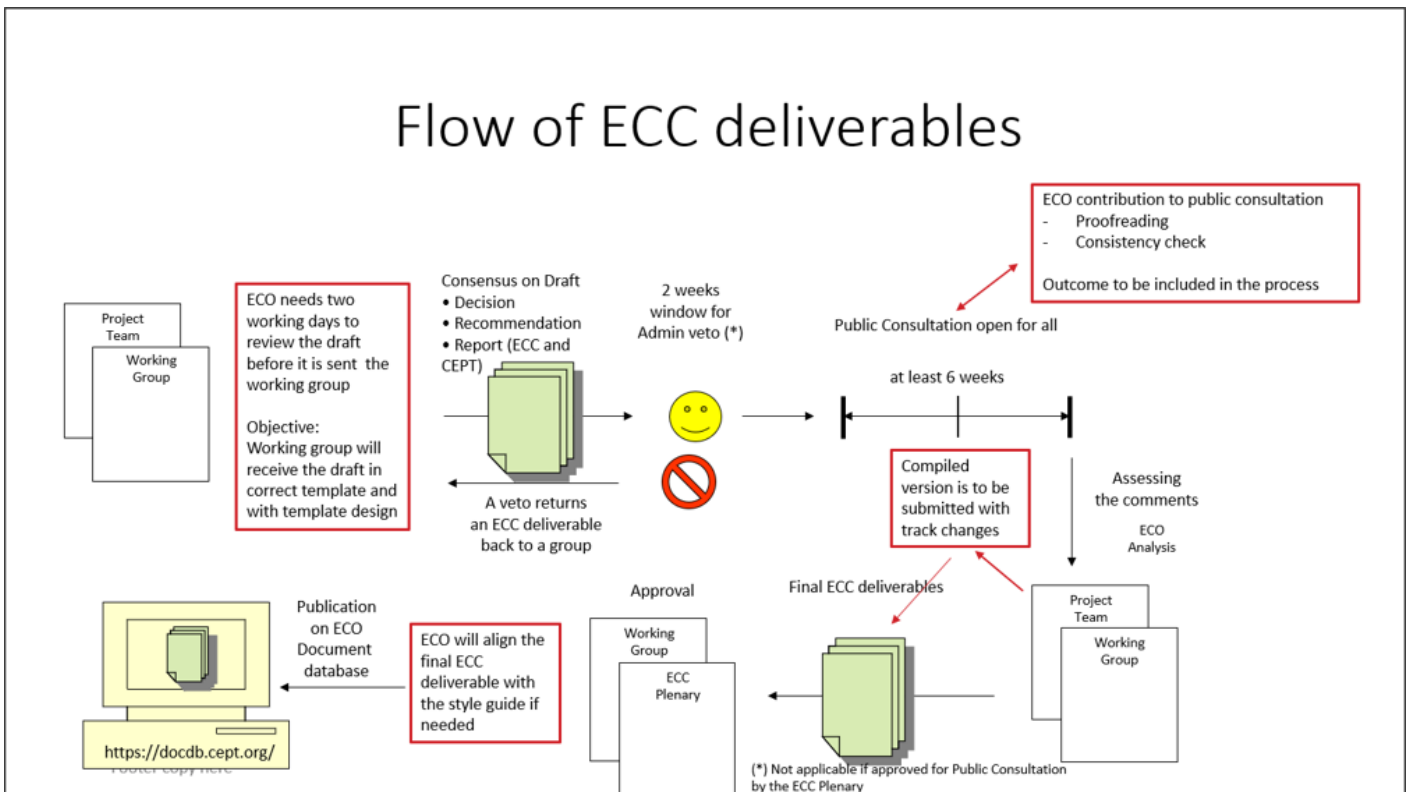 Flow of ECC deliverables
ECO contribution to public consultation
- Proofreading
- Consistency check
Outcome to be included in the process
Project
Team
Working
Group
ECO needs two
working days to
review the draft
before it is sent the
working group
Objective:
Working group will
receive the draft in
correct template and
with template design
Consensus on Draft
• Decision
• Recommendation
• Report (ECC and
CEPT)
A veto returns
an ECC deliverable
back to a group
2 weeks
window for
Admin veto (*)
Public Consultation open for all
at least 6 weeks
Compiled
version is to be
submitted with
track changes
Assessing
the comments
ECO
Analysis
Project
Team
Working
Group
Final ECC deliverables
Approval
Working
Group
ECC
Plenary
ECO will align the
final ECC
deliverable with
the style guide if
needed
Publication
on ECO
Document
database
https://docdb.cept.org/
Footer copy here
(*) Not applicable if approved for Public Consultation
by the ECC Plenary